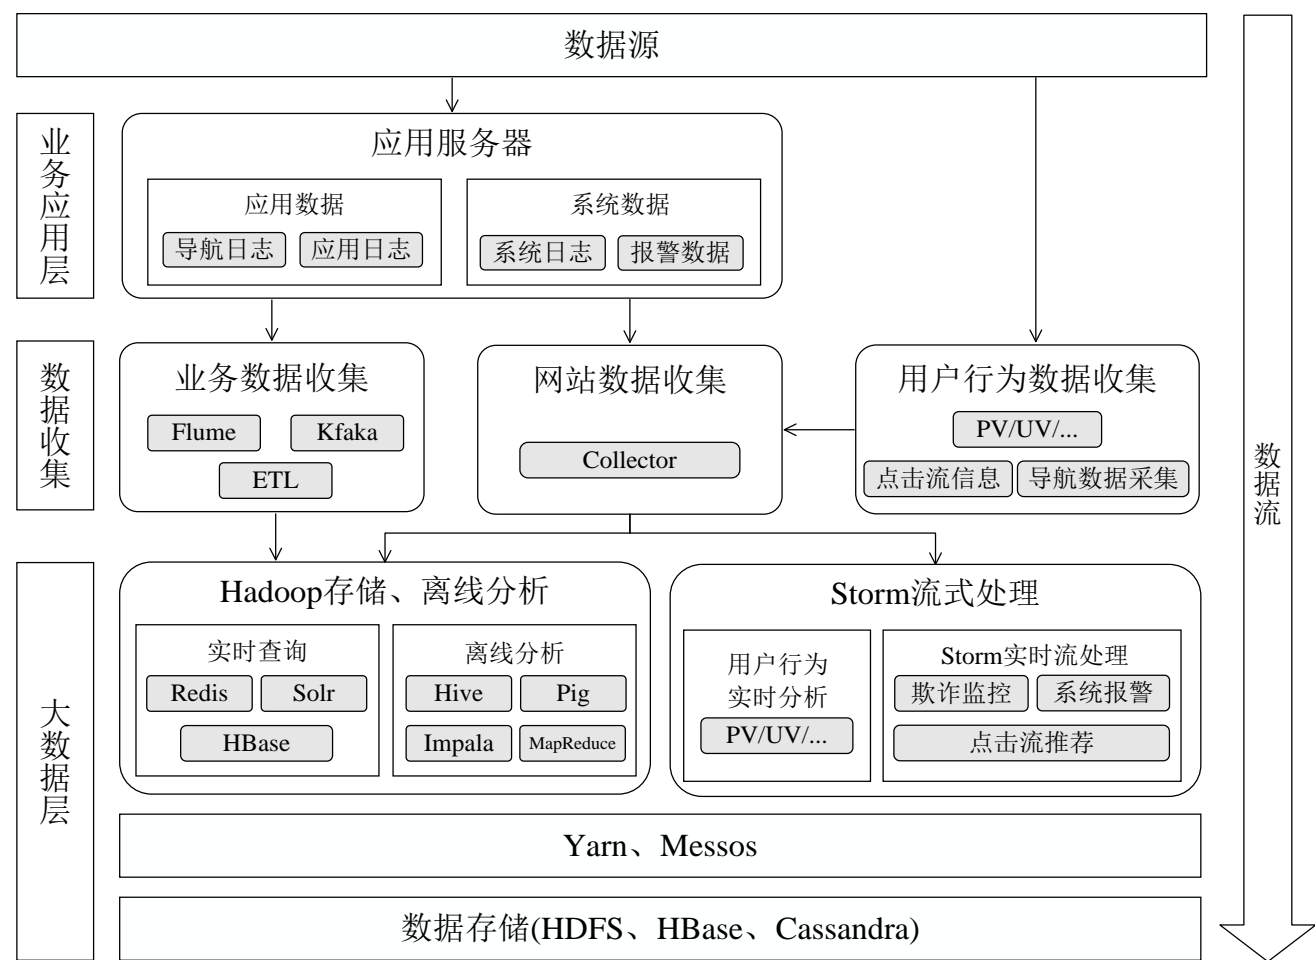 数据源
业务应用层
应用服务器
应用数据
导航日志
应用日志
系统数据
系统日志
报警数据
数据收集
业务数据收集
Flume
Kfaka
ETL
网站数据收集
Collector
用户行为数据收集
PV/UV/...
点击流信息
导航数据采集
大数据层
Hadoop存储、离线分析
实时查询
Redis
Solr
HBase
离线分析
Hive
Pig
Impala
MapReduce
Storm流式处理
用户行为
实时分析
PV/UV/...
Storm实时流处理
欺诈监控
系统报警
点击流推荐
Yarn、Messos
数据存储(HDFS、HBase、Cassandra)
数据流